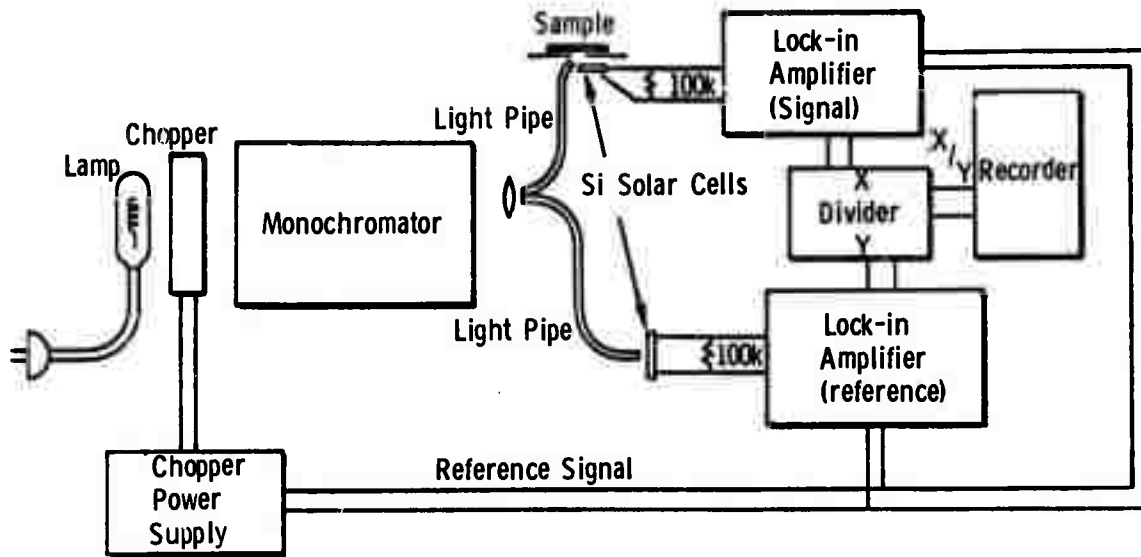 Sample
Lock-in
Amplifier
(Signal)
100k
Light Pipe
Chopper
Lamp
X/Y
Recorder
Si Solar Cells
X
Divider
Y
Monochromator
Light Pipe
100k
Lock-in
Amplifier
(reference)
Chopper
Power
Supply
Reference Signal